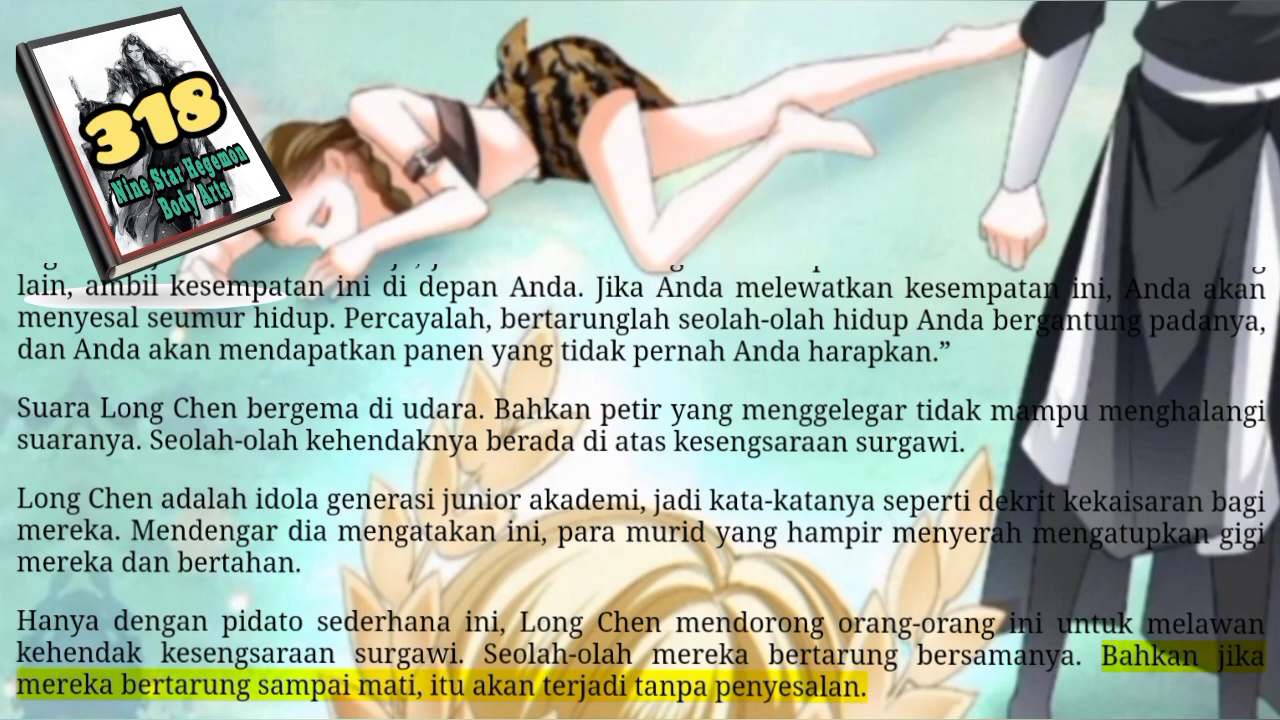 318
Nine Star Hegemon
Body Arts
lain, ambil kesempatan ini di depan Anda. Jika Anda melewatkan kesempatan ini, Anda akan
menyesal seumur hidup. Percayalah, bertarunglah seolah-olah hidup Anda bergantung padanya,
dan Anda akan mendapatkan panen yang tidak pernah Anda harapkan.”
Suara Long Chen bergema di udara. Bahkan petir yang menggelegar tidak mampu menghalangi
suaranya. Seolah-olah kehendaknya berada di atas kesengsaraan surgawi.
Long Chen adalah idola generasi junior akademi, jadi kata-katanya seperti dekrit kekaisaran bagi
mereka. Mendengar dia mengatakan ini, para murid yang hampir menyerah mengatupkan gigi
mereka dan bertahan.
Hanya dengan pidato sederhana ini, Long Chen mendorong orang-orang ini untuk melawan
kehendak kesengsaraan surgawi. Seolah-olah mereka bertarung bersamanya. Bahkan jika
mereka bertarung sampai mati, itu akan terjadi tanpa penyesalan.